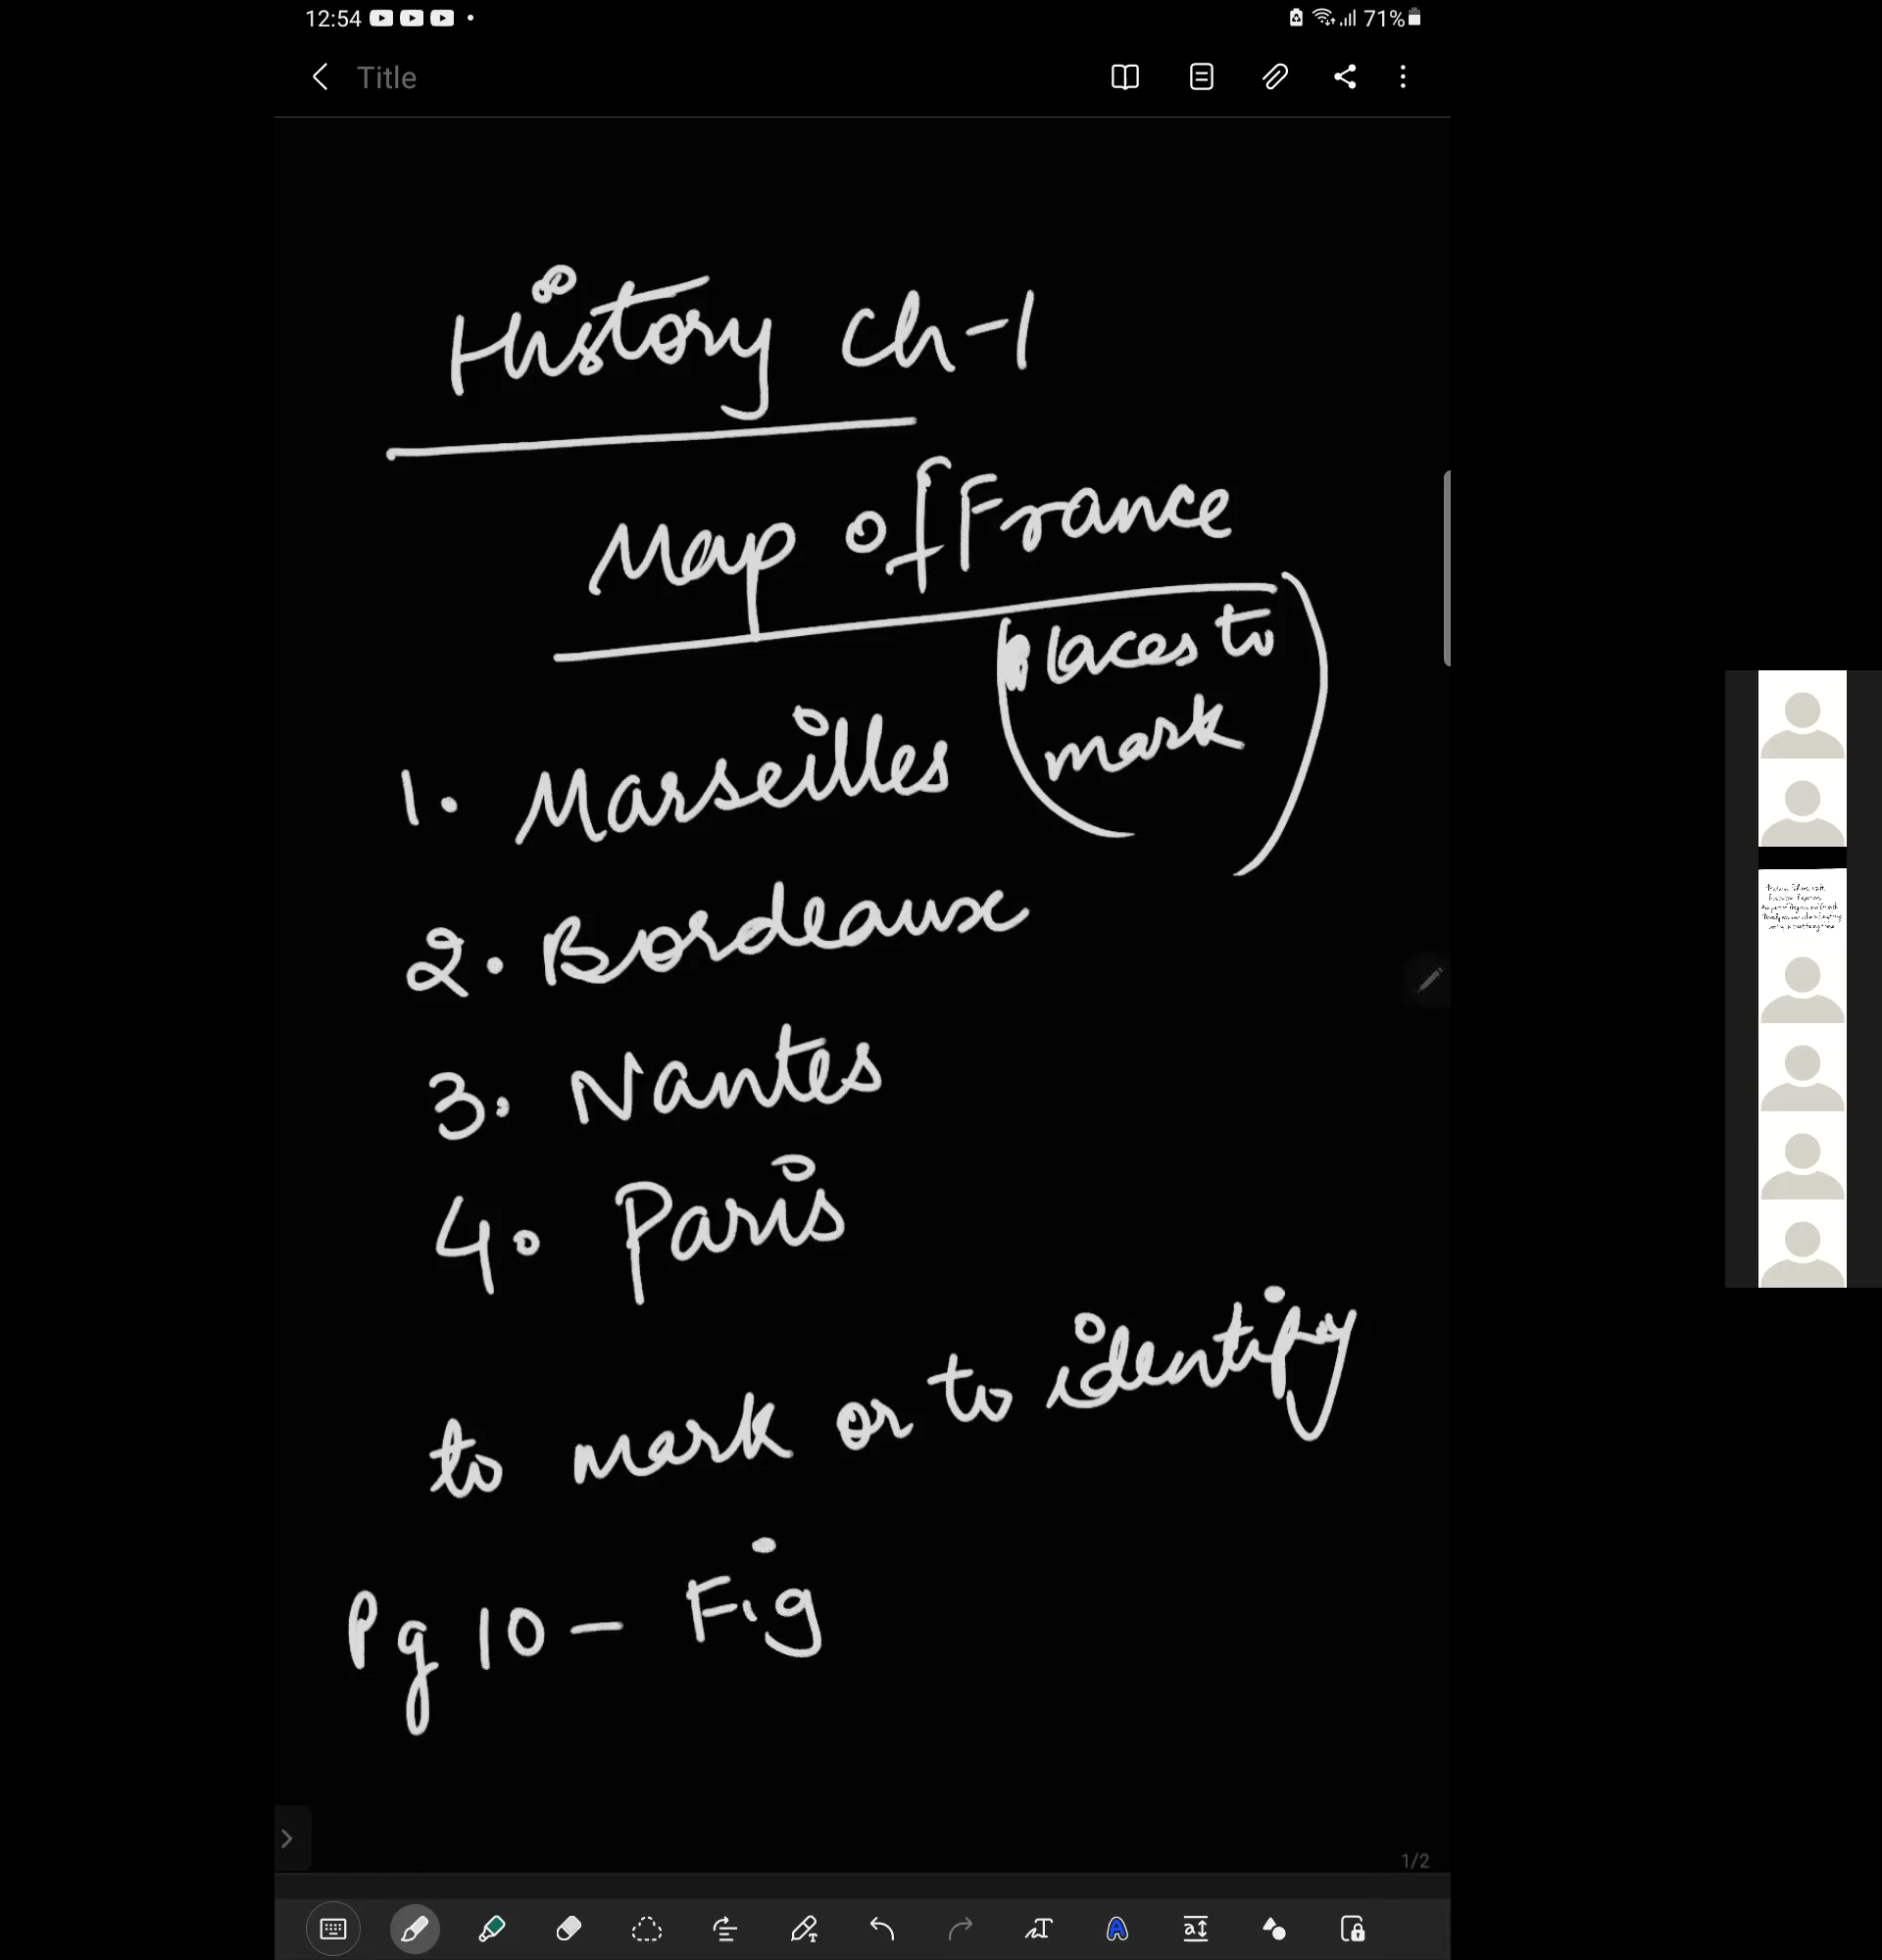 12:54
71%
Title
History Ch-1
Map of France
(places to
mark)
1. Marseilles
2. Bordeaux
3. Nantes
4. Paris
to mark or to identify
Pg 10 - Fig
1/2